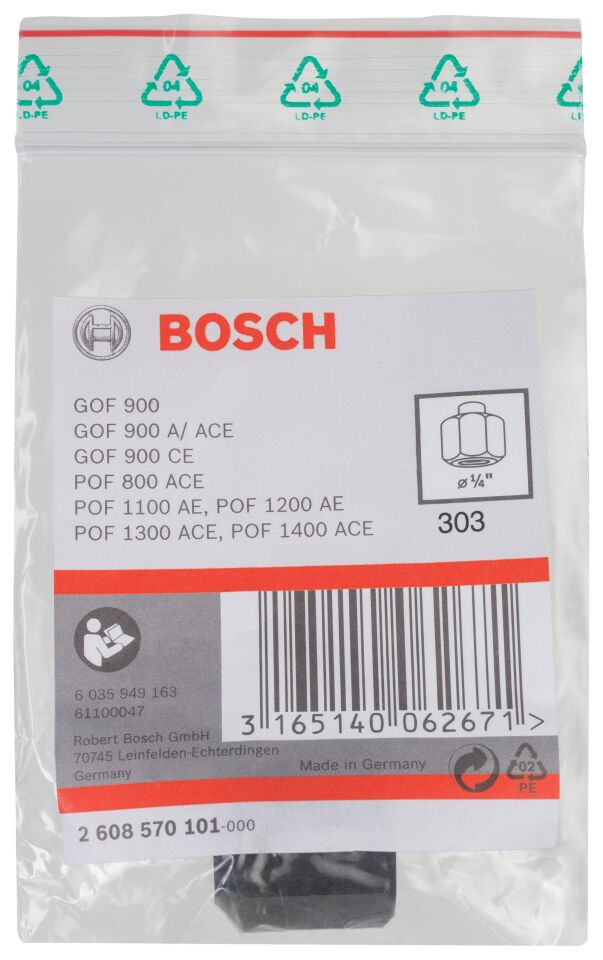 04 04 04 04 04
LD-PE LD-PE LD-PE LD-PE LD-PE
BOSCH
GOF 900
GOF 900 A/ ACE
GOF 900 CE
POF 800 ACE
POF 1100 AE, POF 1200 AE
POF 1300 ACE, POF 1400 ACE
ø ¼"
303
6 035 949 163
61100047
3 165140 062671 >
Robert Bosch GmbH
70745 Leinfelden-Echterdingen
Germany
Made in Germany
02
PE
2 608 570 101-000